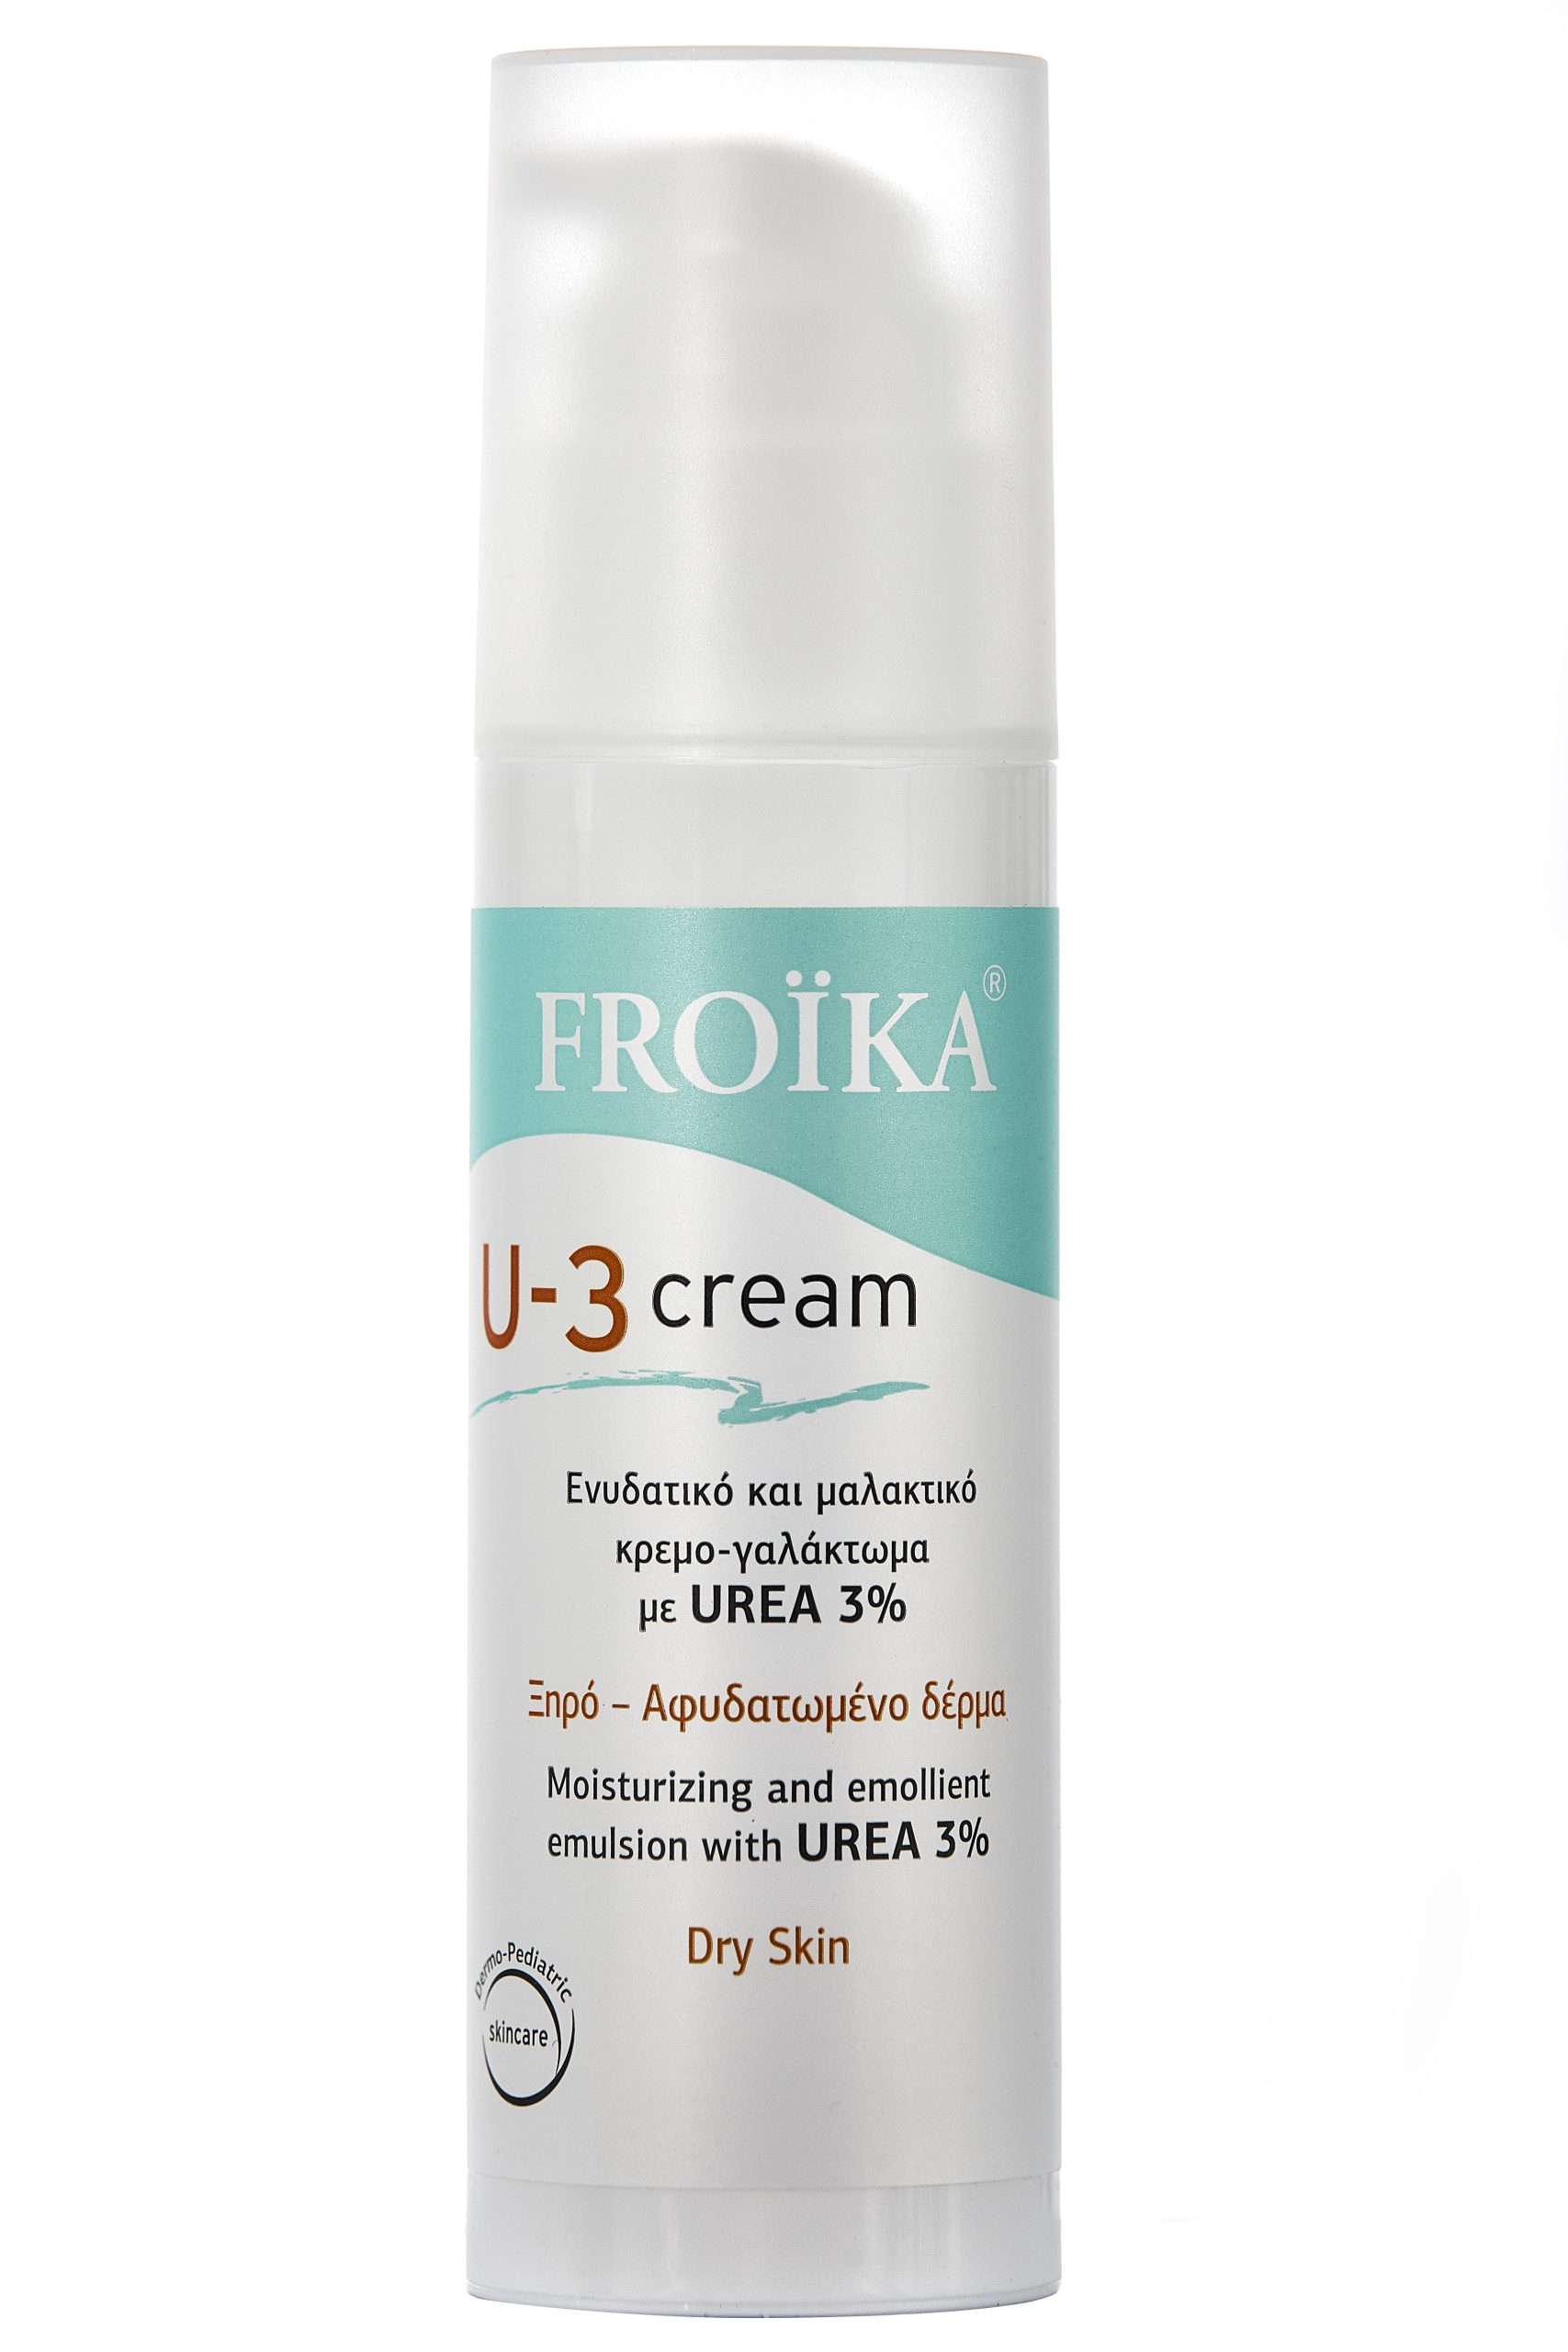 FROÏKA®
U-3 cream
Ενυδατικό και μαλακτικό
κρεμο-γαλάκτωμα
με UREA 3%
Ξηρό – Αφυδατωμένο δέρμα
Moisturizing and emollient
emulsion with UREA 3%
Dry Skin
Dermo-Pediatric
skincare